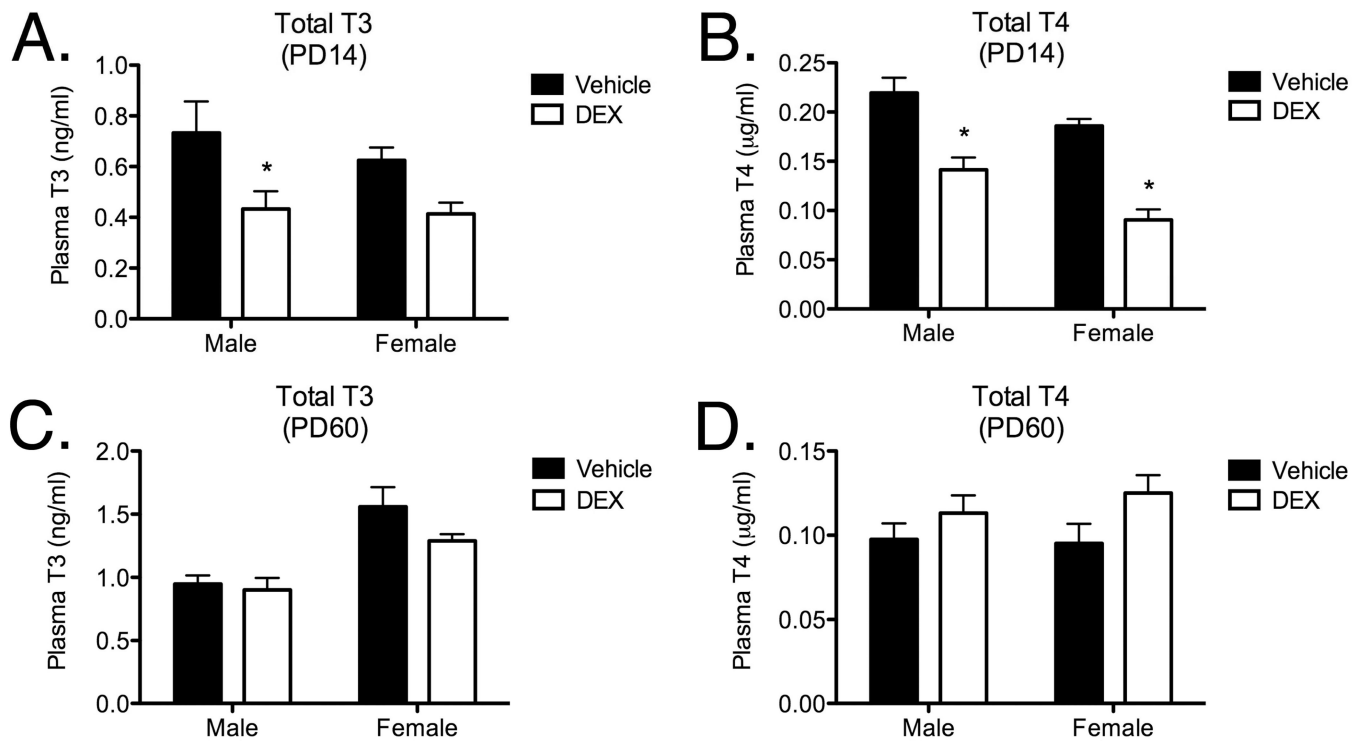 A.
Total T3
(PD14)
Plasma T3 (ng/ml)
1.0
0.8
0.6
0.4
0.2
0.0
*
Male
Female
Vehicle
DEX
B.
Total T4
(PD14)
Plasma T4 (μg/ml)
0.25
0.20
0.15
0.10
0.05
0.00
*
*
Male
Female
Vehicle
DEX
C.
Total T3
(PD60)
Plasma T3 (ng/ml)
2.0
1.5
1.0
0.5
0.0
Male
Female
Vehicle
DEX
D.
Total T4
(PD60)
Plasma T4 (μg/ml)
0.15
0.10
0.05
0.00
Male
Female
Vehicle
DEX